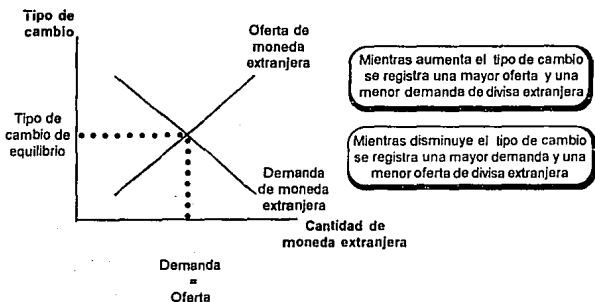 Tipo de
cambio
Oferta de
moneda
extranjera
Mientras aumenta el tipo de cambio
se registra una mayor oferta y una
menor demanda de divisa extranjera
Tipo de
cambio de
equilibrio
Mientras disminuye el tipo de cambio
se registra una mayor demanda y una
menor oferta de divisa extranjera
Demanda
de moneda
extranjera
Cantidad de
moneda extranjera
Demanda
=
Oferta